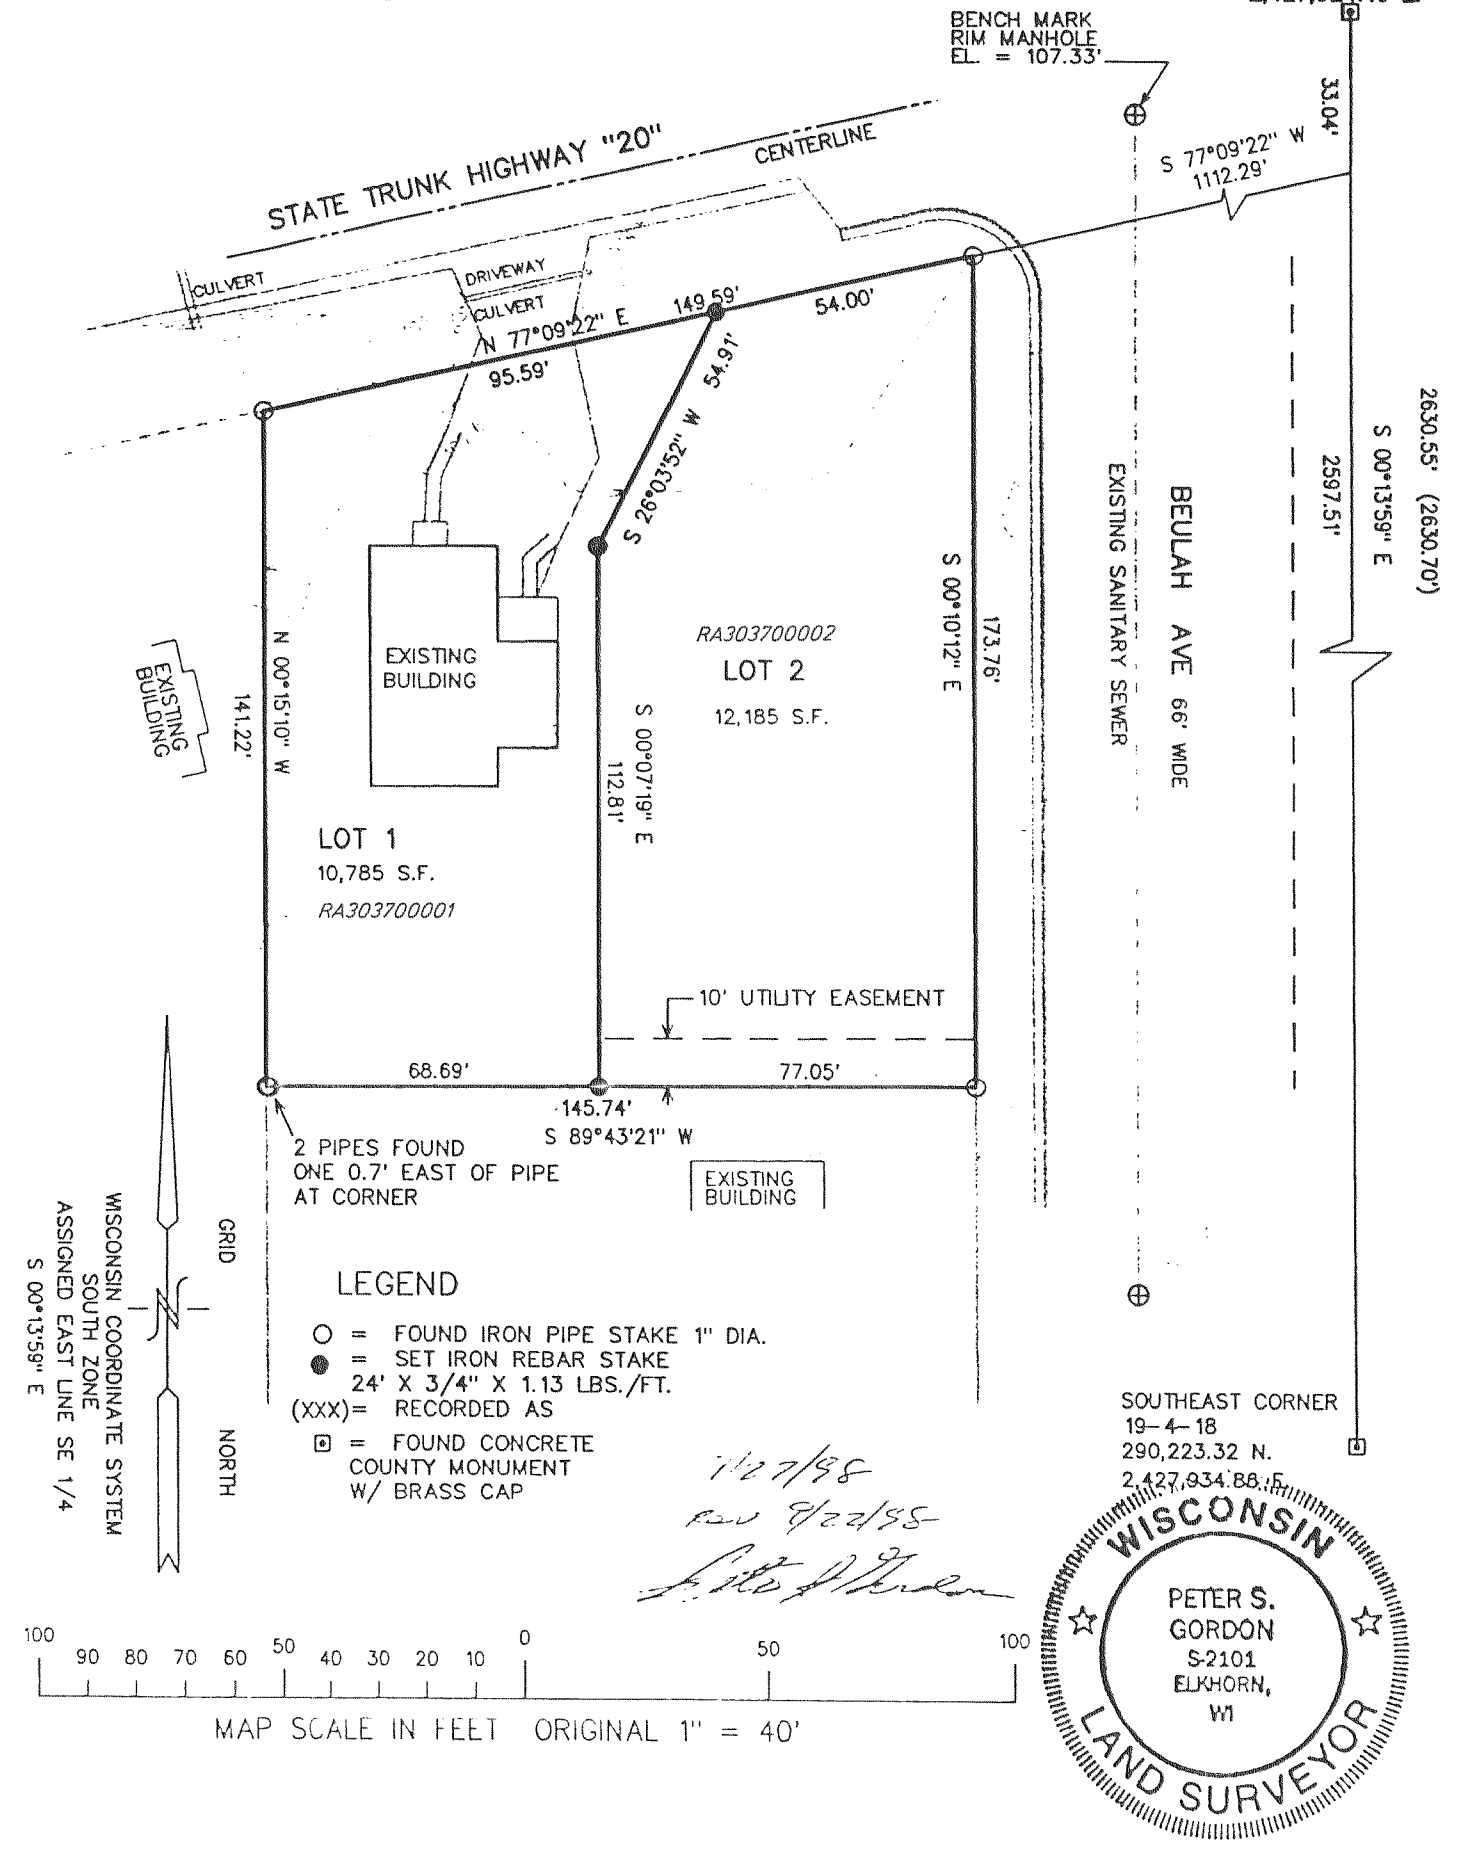 BENCH MARK
RIM MANHOLE
EL. = 107.33'
33.04'
S 77°09'22" W
1112.29'
STATE TRUNK HIGHWAY "20"
CENTERLINE
CULVERT
DRIVEWAY
CULVERT
149.59'
N 77°09'22" E
95.59'
54.00'
54.91'
S 26°03'52" W
2630.55' (2630.70')
S 00°13'59" E
2597.51'
BEULAH AVE 66' WIDE
EXISTING SANITARY SEWER
S 00°10'12" E
173.76'
RA303700002
LOT 2
12,185 S.F.
EXISTING
BUILDING
EXISTING
BUILDING
N 00°15'10" W
141.22'
S 00°07'19" E
112.81'
LOT 1
10,785 S.F.
RA303700001
10' UTILITY EASEMENT
68.69'
77.05'
145.74'
S 89°43'21" W
2 PIPES FOUND
ONE 0.7' EAST OF PIPE
AT CORNER
EXISTING
BUILDING
GRID
NORTH
WISCONSIN COORDINATE SYSTEM
SOUTH ZONE
ASSIGNED EAST LINE SE 1/4
S 00°13'59" E
LEGEND
= FOUND IRON PIPE STAKE 1" DIA.
= SET IRON REBAR STAKE
24' X 3/4" X 1.13 LBS./FT.
(XXX)= RECORDED AS
= FOUND CONCRETE
COUNTY MONUMENT
W/ BRASS CAP
SOUTHEAST CORNER
19-4-18
290,223.32 N.
2,427,934.88 E.
7/27/98
REV 9/22/98
WISCONSIN
PETER S.
GORDON
S-2101
ELKHORN,
WI
LAND SURVEYOR
100 90 80 70 60 50 40 30 20 10 0 50 100
MAP SCALE IN FEET ORIGINAL 1" = 40'